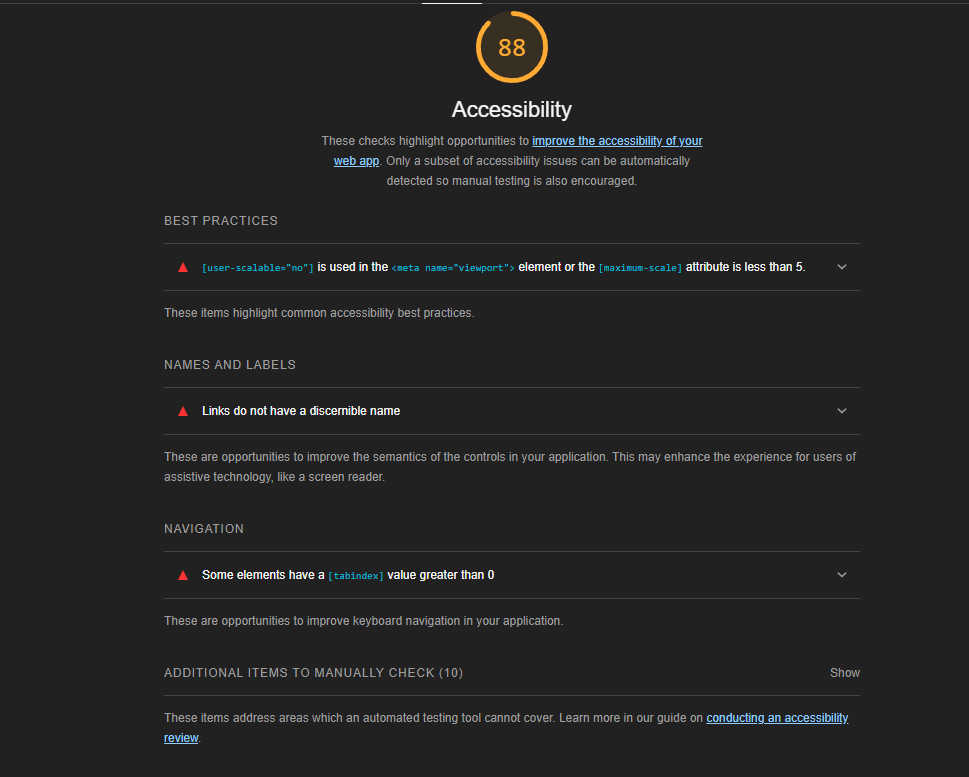 88
Accessibility
These checks highlight opportunities to improve the accessibility of your
web app. Only a subset of accessibility issues can be automatically
detected so manual testing is also encouraged.
BEST PRACTICES
[user-scalable="no"] is used in the <meta name="viewport"> element or the [maximum-scale] attribute is less than 5.
These items highlight common accessibility best practices.
NAMES AND LABELS
Links do not have a discernible name
These are opportunities to improve the semantics of the controls in your application. This may enhance the experience for users of
assistive technology, like a screen reader.
NAVIGATION
Some elements have a [tabindex] value greater than 0
These are opportunities to improve keyboard navigation in your application.
ADDITIONAL ITEMS TO MANUALLY CHECK (10) Show
These items address areas which an automated testing tool cannot cover. Learn more in our guide on conducting an accessibility
review.